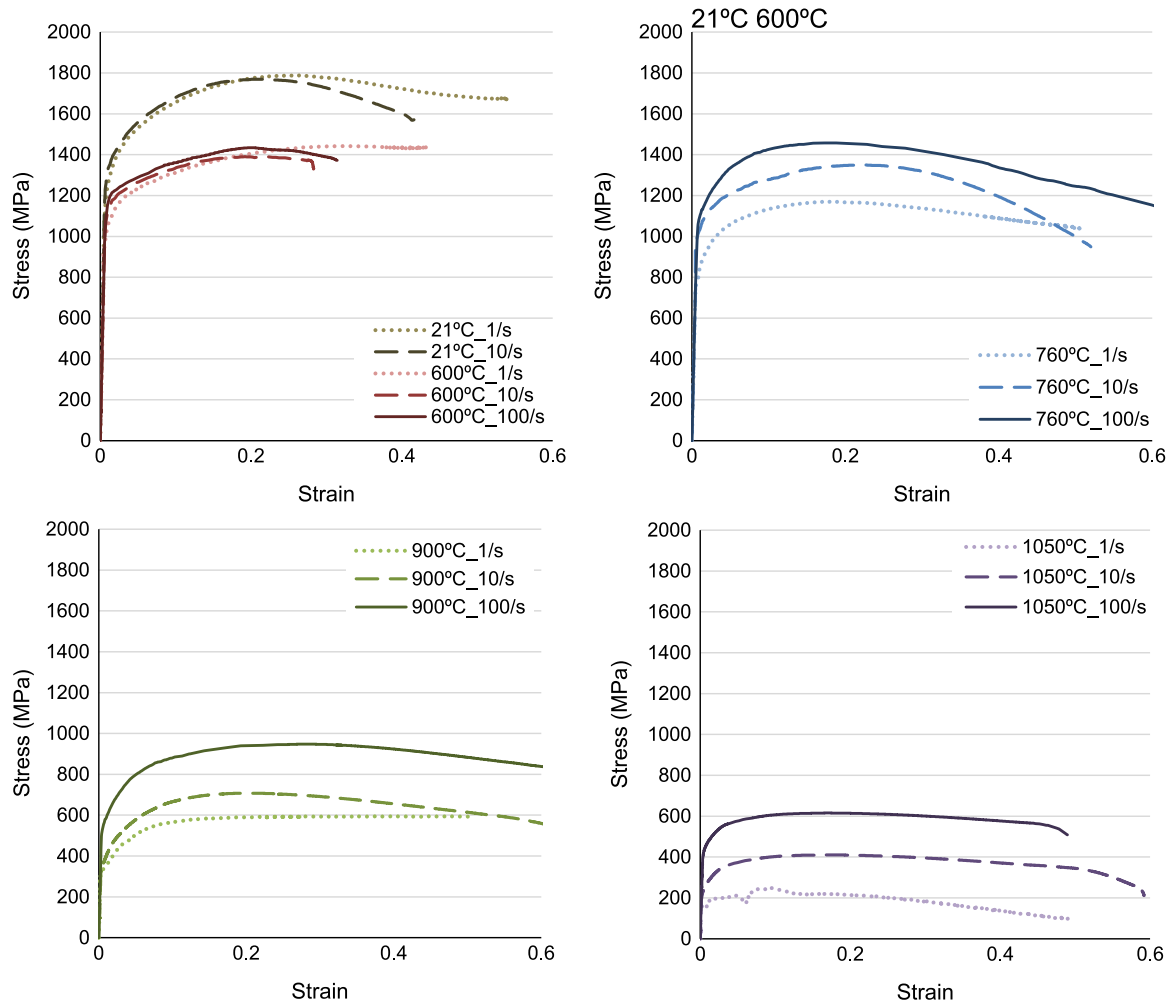 2000
1800
1600
1400
1200
1000
800
600
400
200
0
Stress (MPa)
0
0.2
0.4
0.6
Strain
21ºC_1/s
21ºC_10/s
600ºC_1/s
600ºC_10/s
600ºC_100/s
21ºC 600ºC
2000
1800
1600
1400
1200
1000
800
600
400
200
0
Stress (MPa)
0
0.2
0.4
0.6
Strain
760ºC_1/s
760ºC_10/s
760ºC_100/s
2000
1800
1600
1400
1200
1000
800
600
400
200
0
Stress (MPa)
0
0.2
0.4
0.6
Strain
900ºC_1/s
900ºC_10/s
900ºC_100/s
2000
1800
1600
1400
1200
1000
800
600
400
200
0
Stress (MPa)
0
0.2
0.4
0.6
Strain
1050ºC_1/s
1050ºC_10/s
1050ºC_100/s